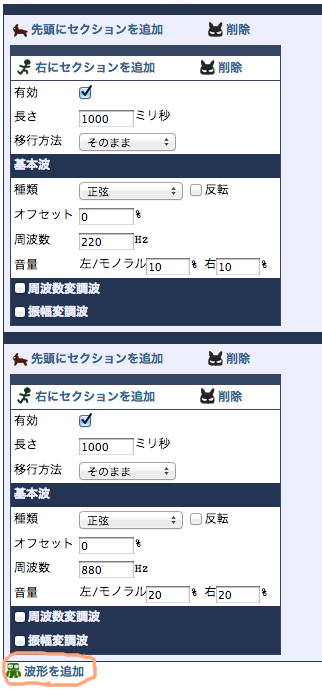 先頭にセクションを追加 削除
右にセクションを追加 削除
有効
長さ 1000 ミリ秒
移行方法 そのまま
基本波
種類 正弦 反転
オフセット 0 %
周波数 220 Hz
音量 左/モノラル 10 % 右 10 %
周波数変調波
振幅変調波
先頭にセクションを追加 削除
右にセクションを追加 削除
有効
長さ 1000 ミリ秒
移行方法 そのまま
基本波
種類 正弦 反転
オフセット 0 %
周波数 880 Hz
音量 左/モノラル 20 % 右 20 %
周波数変調波
振幅変調波
波形を追加